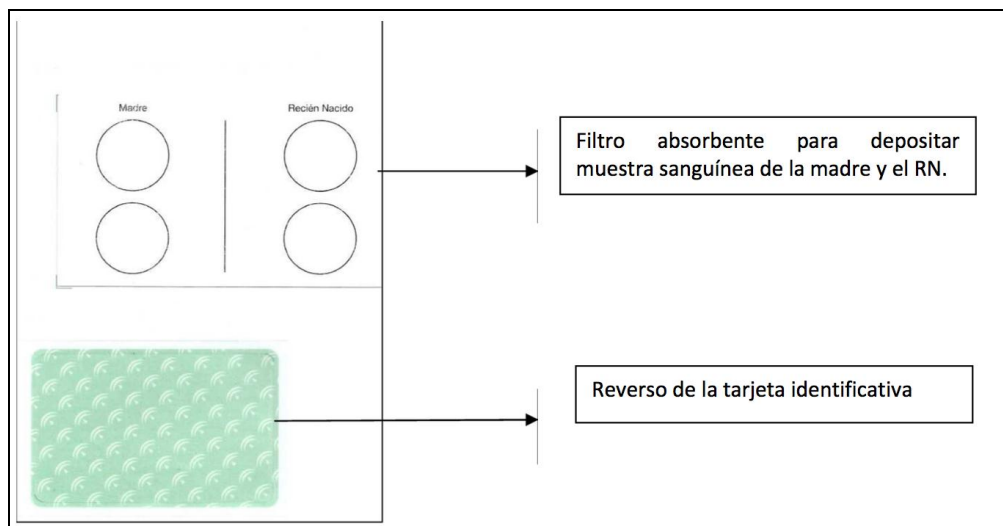 Madre
Recién Nacido
Filtro absorbente para depositar
muestra sanguínea de la madre y el RN.
Reverso de la tarjeta identificativa